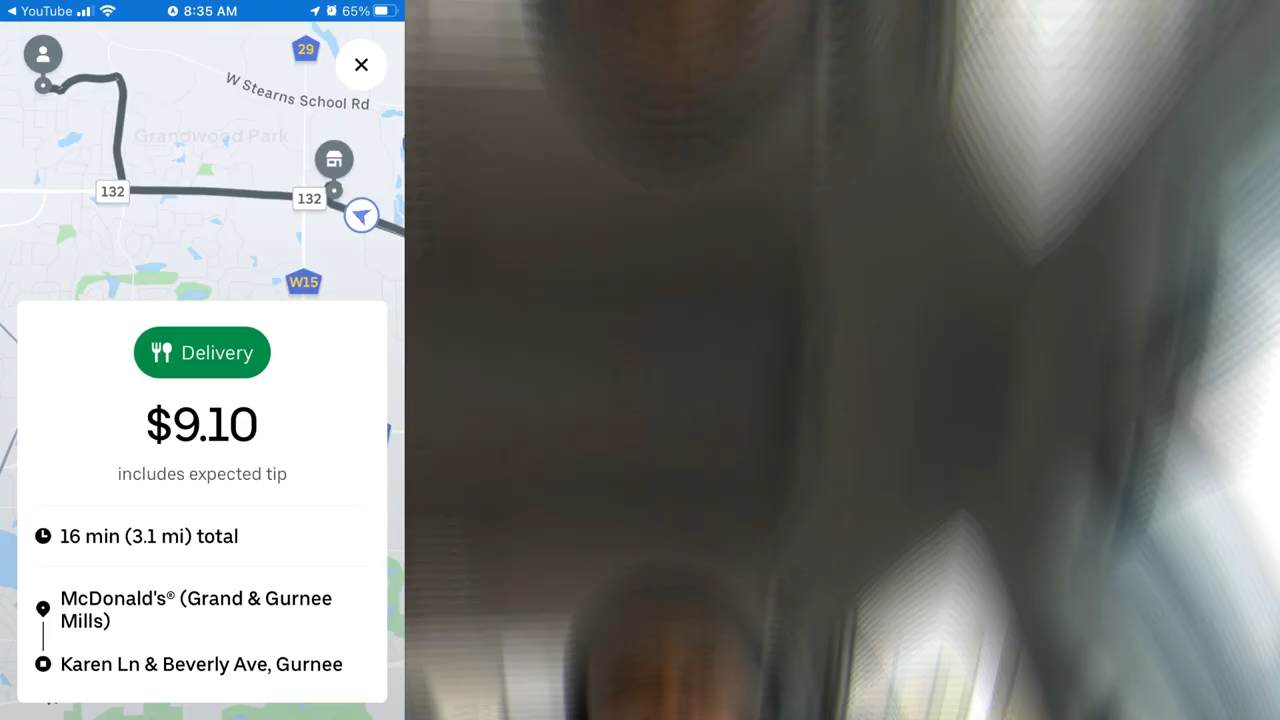 ◀ YouTube 8:35 AM 65%
29
W Stearns School Rd
Grandwood Park
132
132
W15
Delivery
$9.10
includes expected tip
16 min (3.1 mi) total
McDonald's® (Grand & Gurnee
Mills)
Karen Ln & Beverly Ave, Gurnee